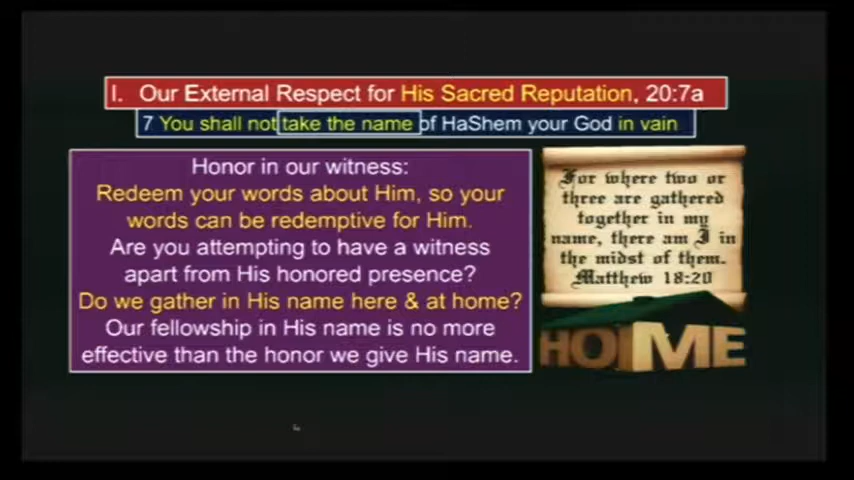 I. Our External Respect for His Sacred Reputation, 20:7a
7 You shall not take the name of HaShem your God in vain
Honor in our witness:
Redeem your words about Him, so your
words can be redemptive for Him.
Are you attempting to have a witness
apart from His honored presence?
Do we gather in His name here & at home?
Our fellowship in His name is no more
effective than the honor we give His name.
For where two or
three are gathered
together in my
name, there am I in
the midst of them.
Matthew 18:20
HOME